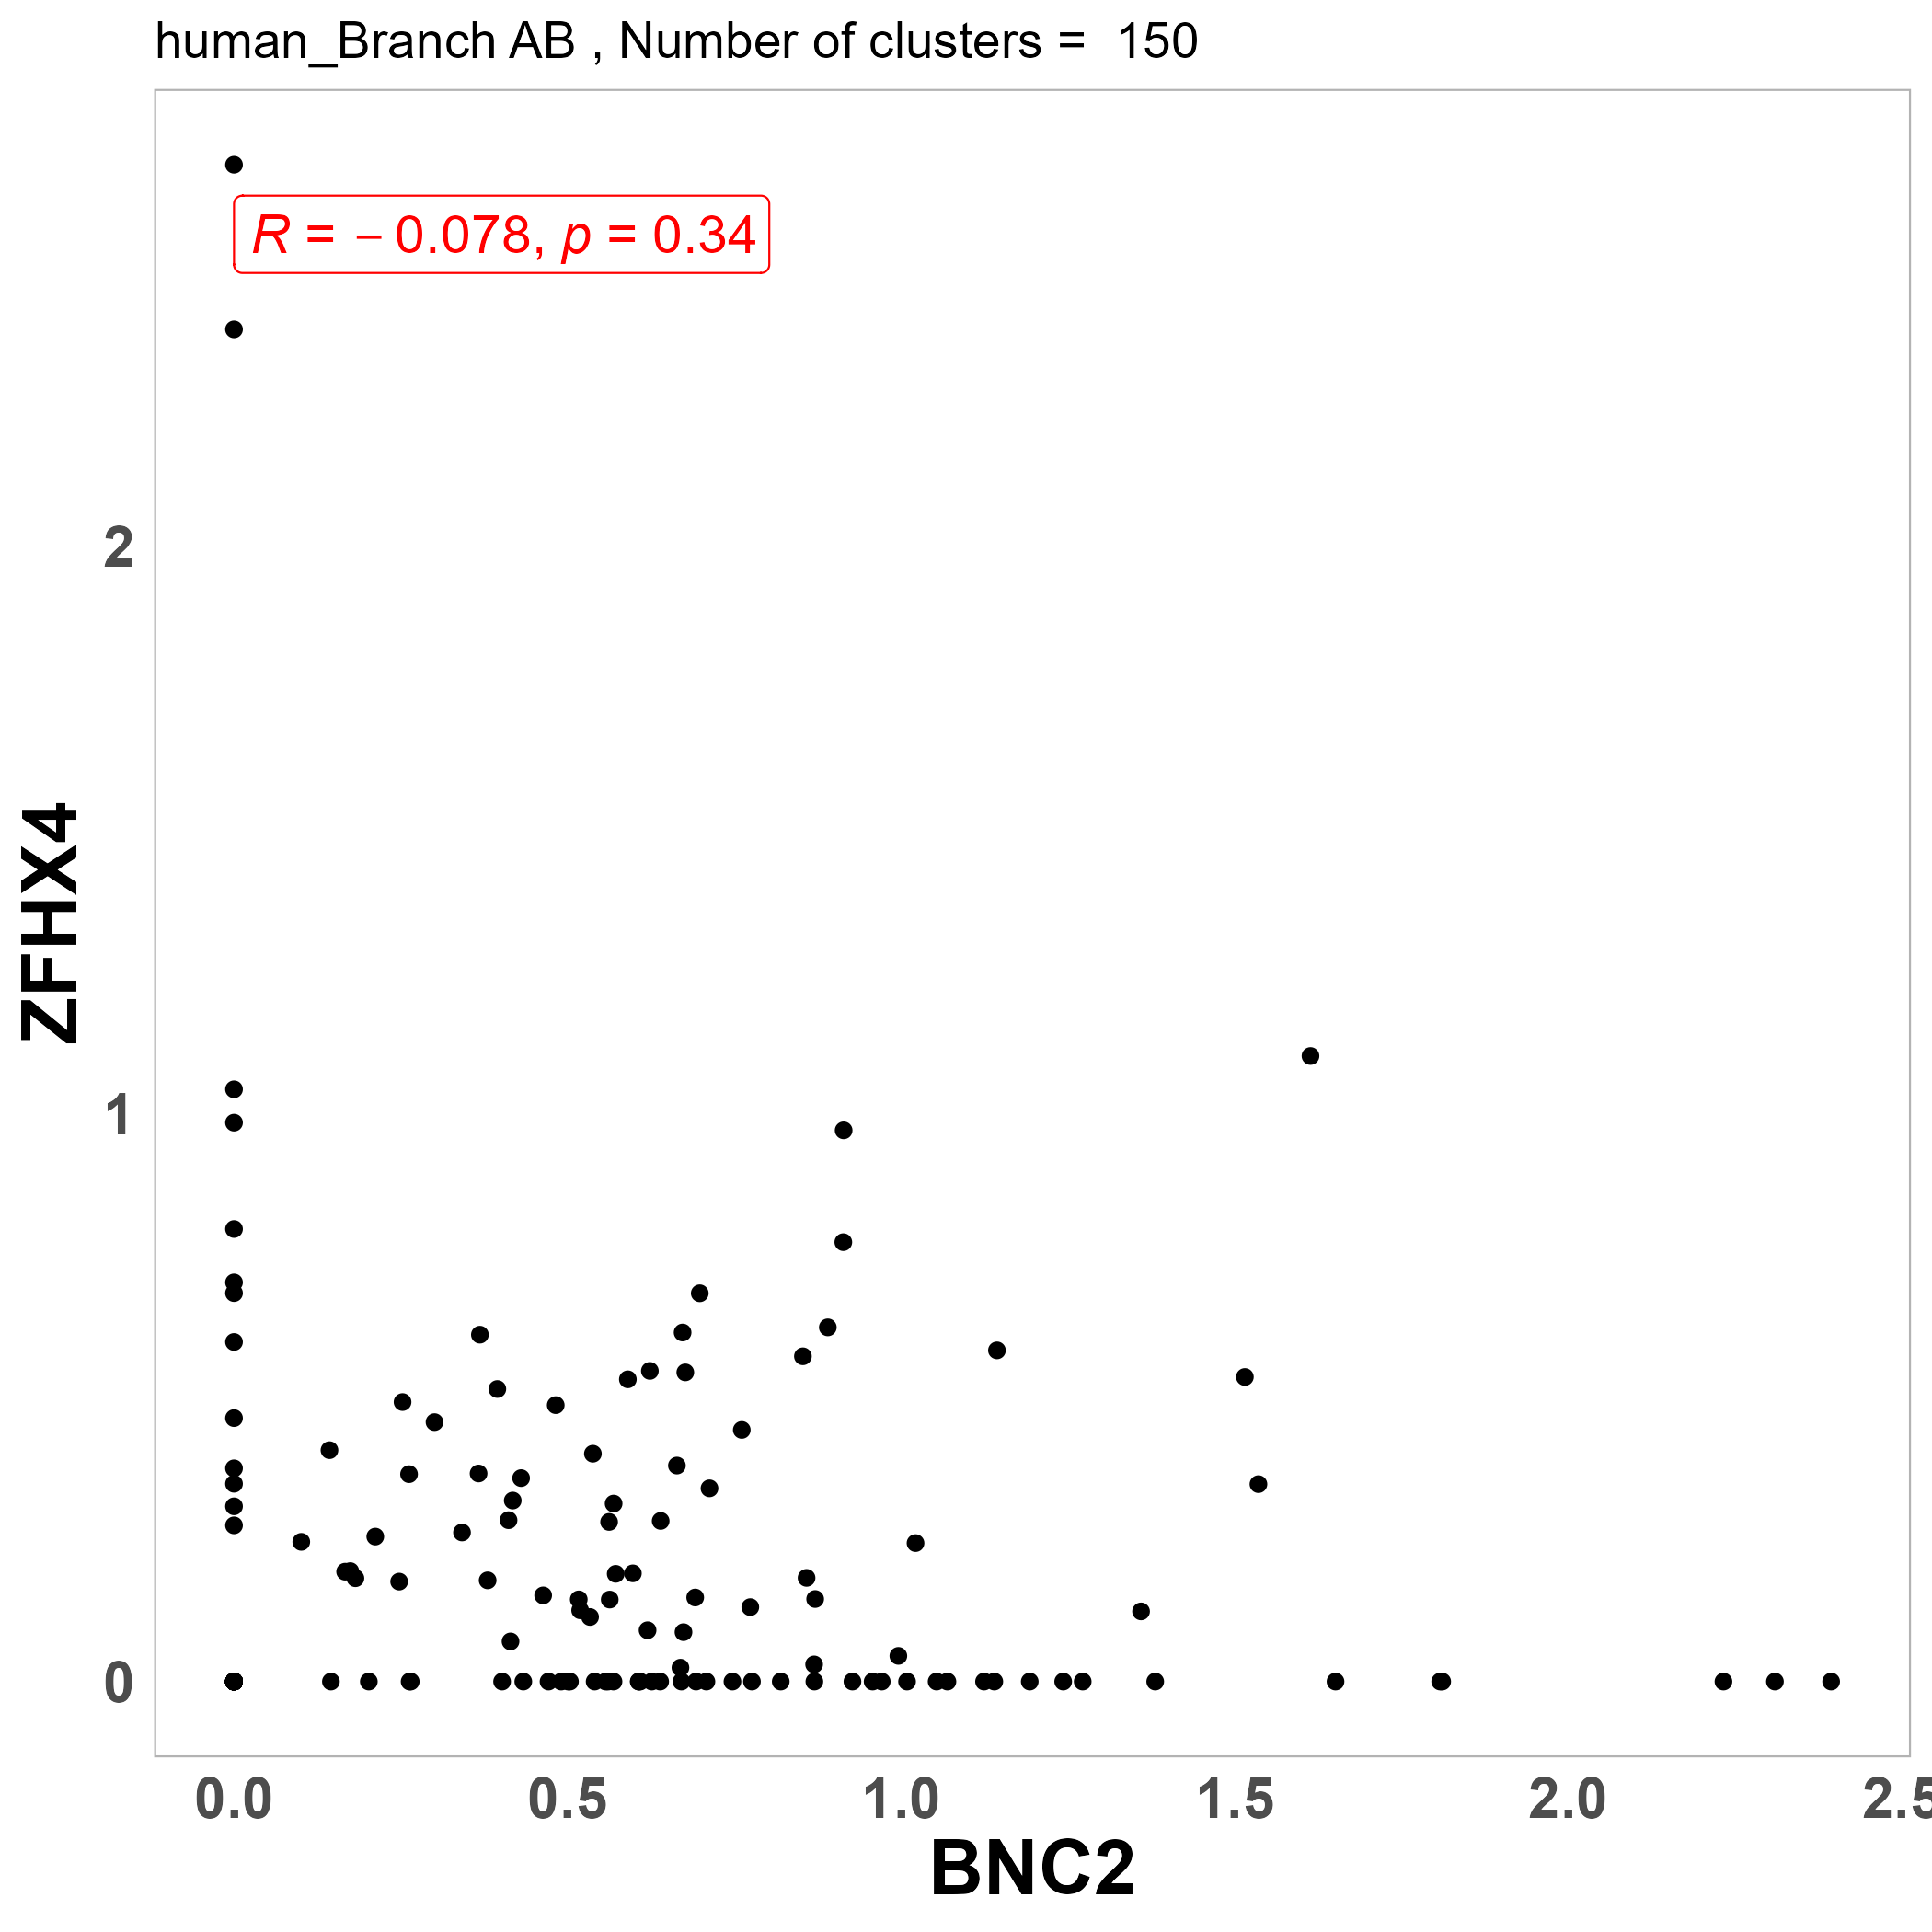 human_Branch AB , Number of clusters =  150
R = − 0.078, p = 0.34
ZFHX4
2
1
0
0.0 0.5 1.0 1.5 2.0 2.5
BNC2